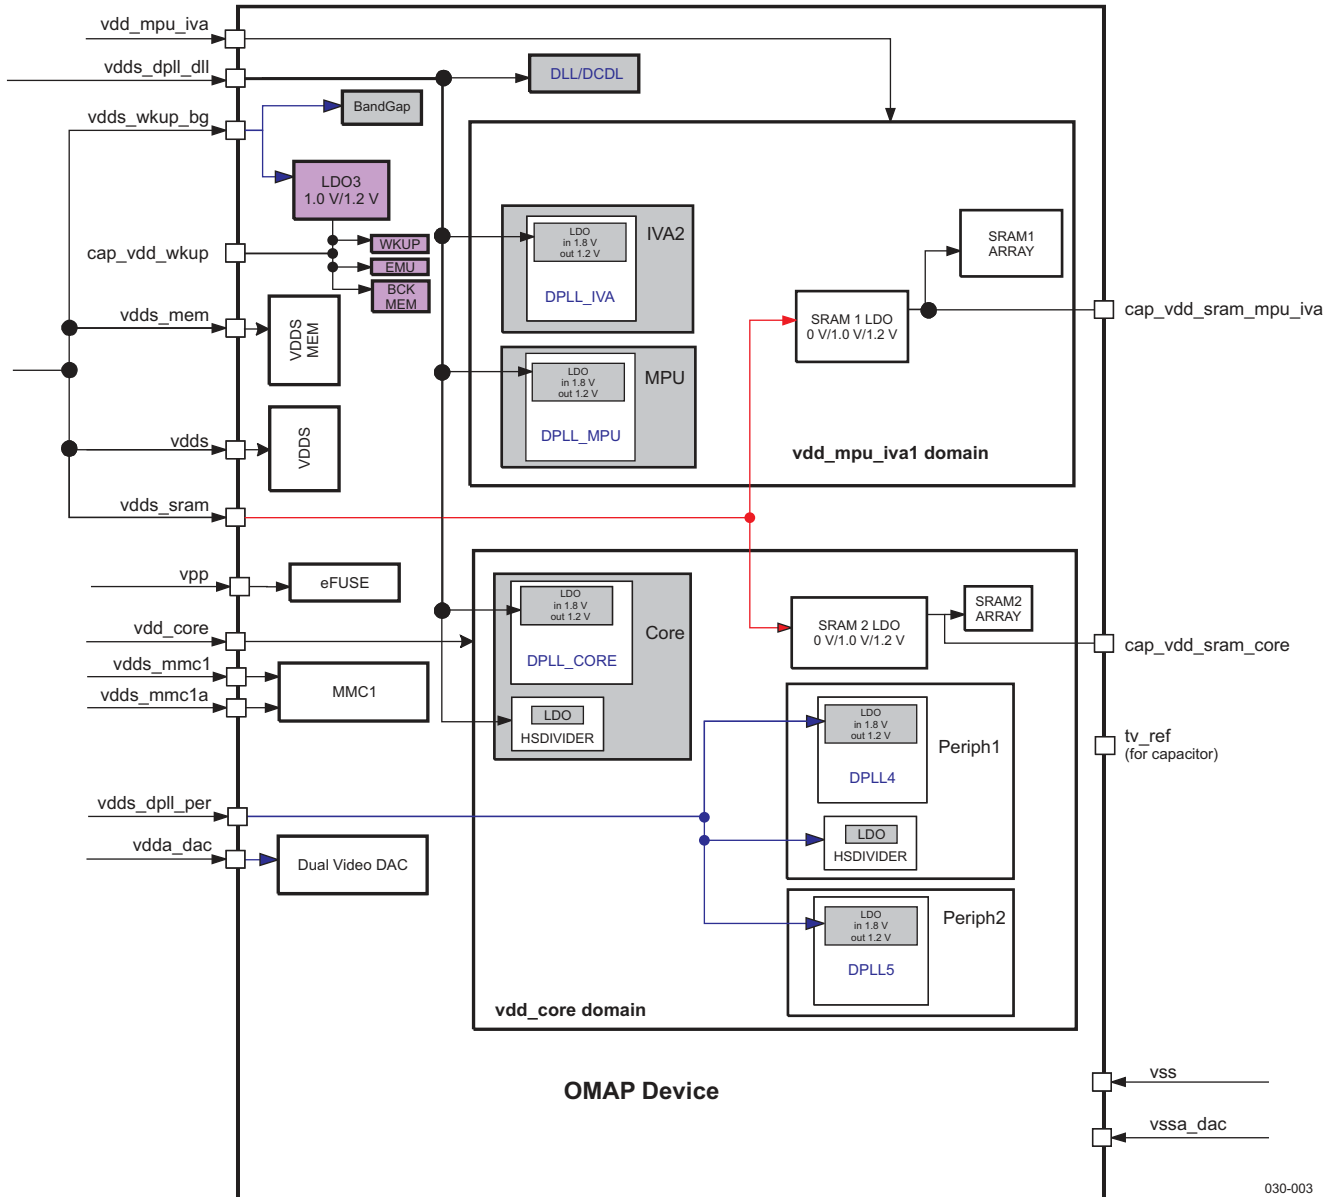 vdd_mpu_iva
vdds_dpll_dll
DLL/DCDL
BandGap
vdds_wkup_bg
LDO3
1.0 V/1.2 V
cap_vdd_wkup
WKUP
EMU
BCK
MEM
vdds_mem
VDDS
MEM
vdds
VDDS
vdds_sram
LDO
in 1.8 V
out 1.2 V
IVA2
DPLL_IVA
LDO
in 1.8 V
out 1.2 V
MPU
DPLL_MPU
SRAM1
ARRAY
SRAM 1 LDO
0 V/1.0 V/1.2 V
cap_vdd_sram_mpu_iva
vdd_mpu_iva1 domain
vpp
eFUSE
vdd_core
vdds_mmc1
vdds_mmc1a
MMC1
LDO
in 1.8 V
out 1.2 V
Core
DPLL_CORE
LDO
HSDIVIDER
SRAM2
ARRAY
SRAM 2 LDO
0 V/1.0 V/1.2 V
cap_vdd_sram_core
tv_ref
(for capacitor)
LDO
in 1.8 V
out 1.2 V
Periph1
DPLL4
LDO
HSDIVIDER
vdds_dpll_per
vdda_dac
Dual Video DAC
LDO
in 1.8 V
out 1.2 V
Periph2
DPLL5
vdd_core domain
OMAP Device
vss
vssa_dac
030-003